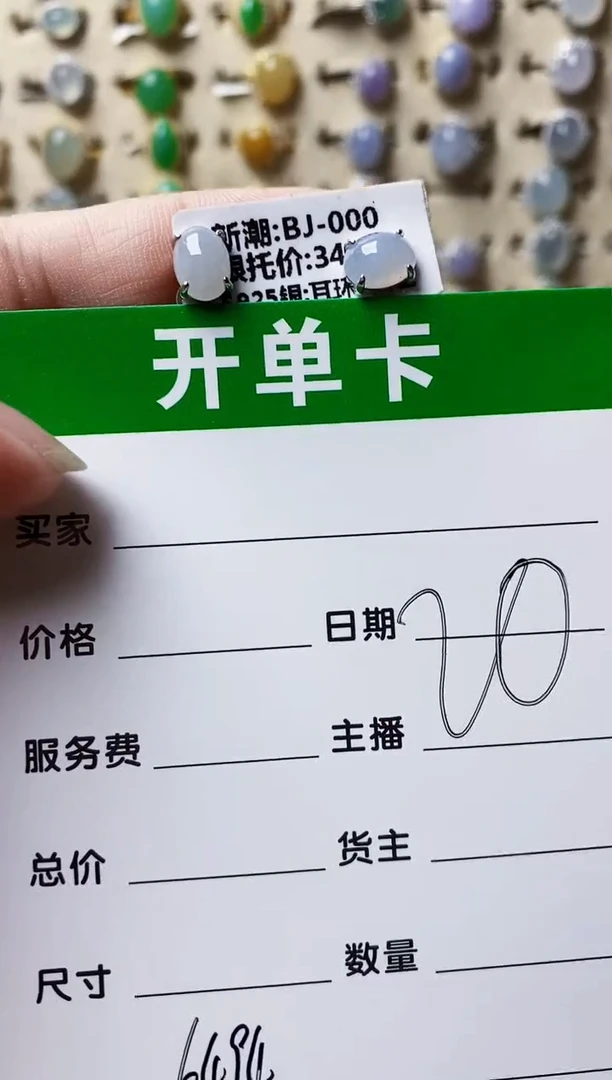 新潮:BJ-000
银托价:34
925银:耳环
开单卡
买家
价格 日期
服务费 主播
总价 货主
尺寸 数量